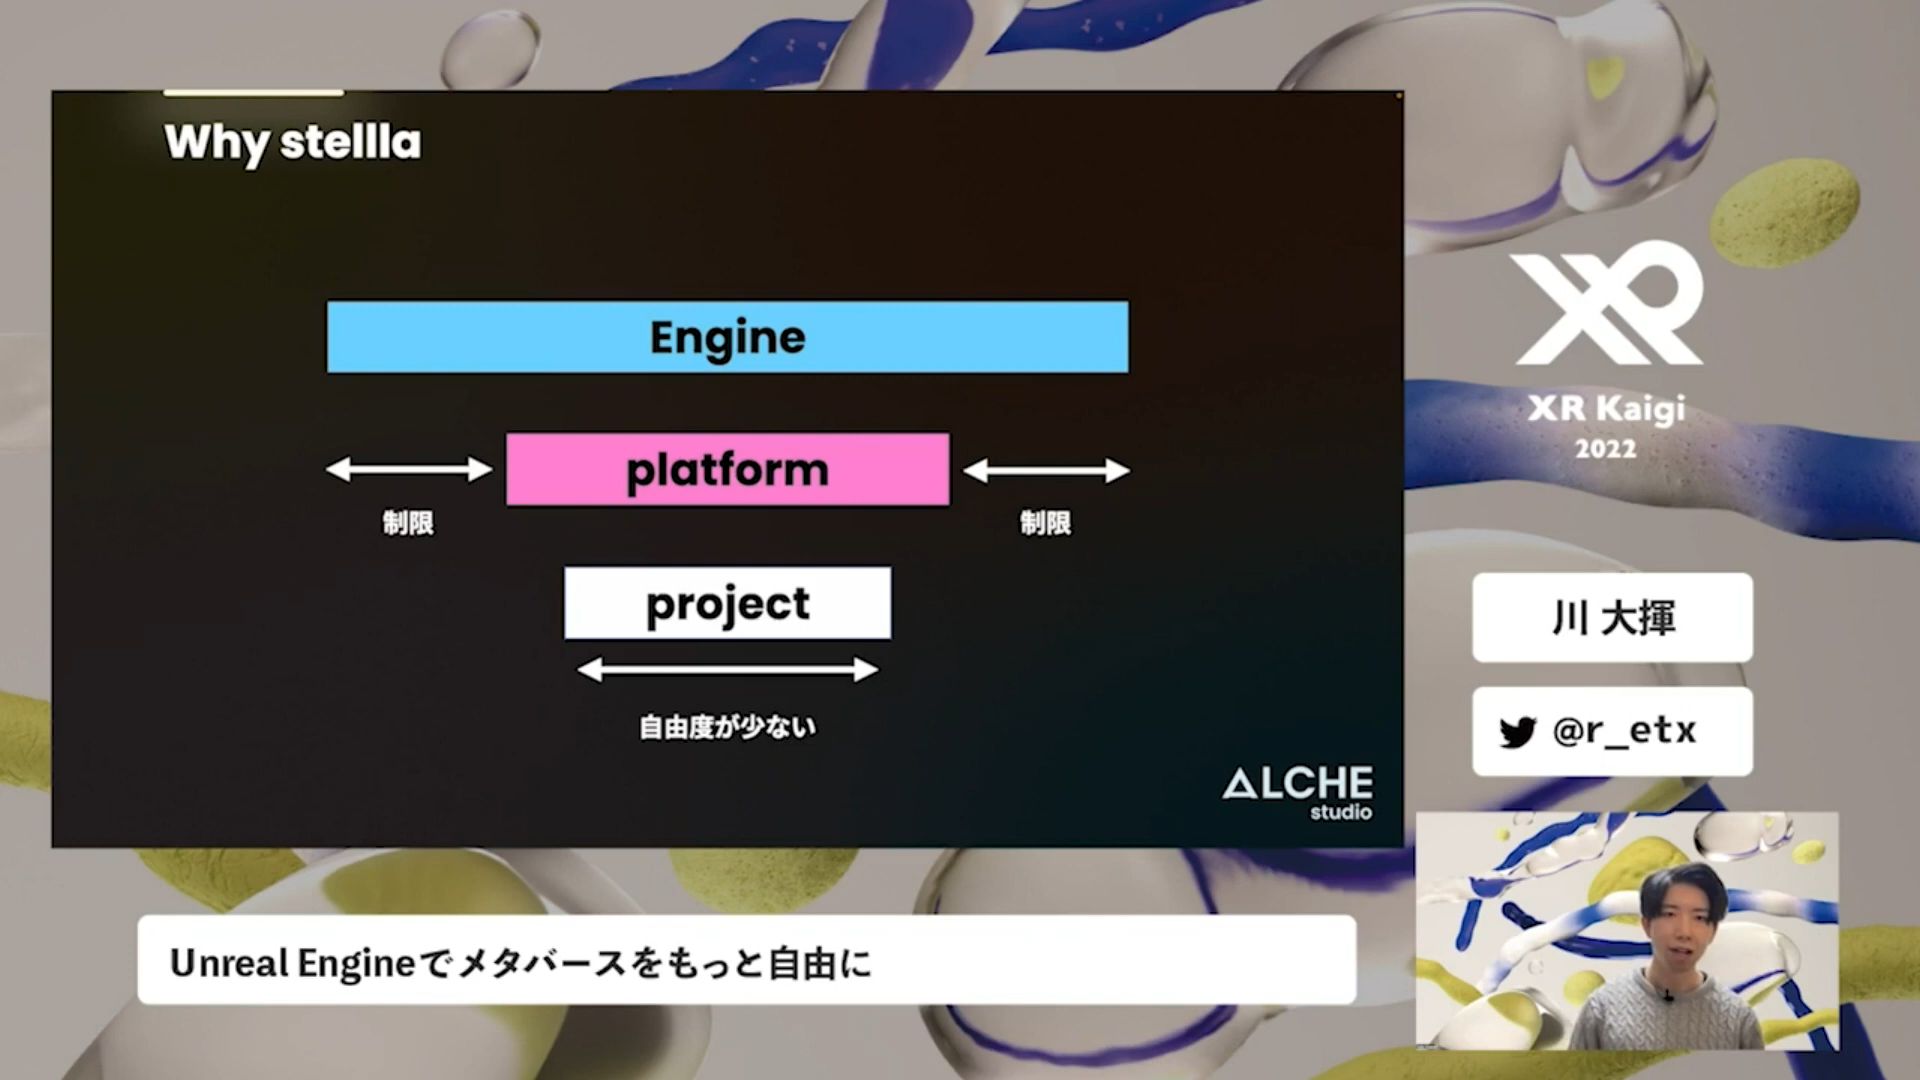 Why stellla
Engine
platform
制限
制限
project
自由度が少ない
ALCHE
studio
XR
XR Kaigi
2022
川 大揮
@r_etx
Unreal Engineでメタバースをもっと自由に